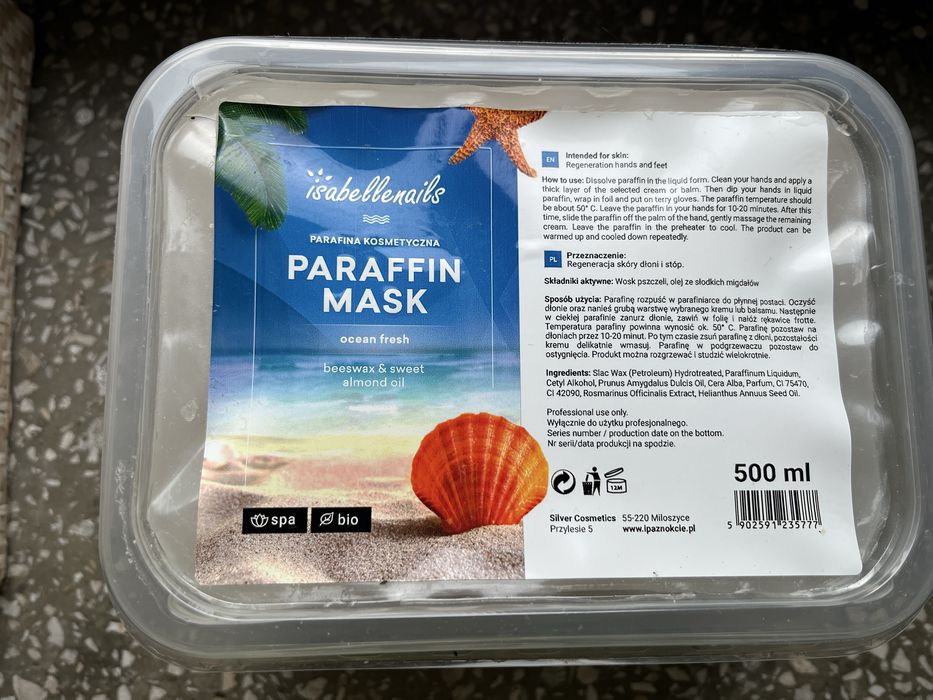 isabellenails
PARAFINA KOSMETYCZNA
PARAFFIN
MASK
ocean fresh
beeswax & sweet
almond oil
spa
bio
EN
Intended for skin:
Regeneration hands and feet
How to use: Dissolve paraffin in the liquid form. Clean your hands and apply a
thick layer of the selected cream or balm. Then dip your hands in liquid
paraffin, wrap in foil and put on terry gloves. The paraffin temperature should
be about 50° C. Leave the paraffin in your hands for 10-20 minutes. After this
time, slide the paraffin off the palm of the hand, gently massage the remaining
cream. Leave the paraffin in the preheater to cool. The product can be
warmed up and cooled down repeatedly.
PL
Przeznaczenie:
Regeneracja skóry dłoni i stóp.
Składniki aktywne: Wosk pszczeli, olej ze słodkich migdałów
Sposób użycia: Parafinę rozpuść w parafiniarce do płynnej postaci. Oczyść
dłonie oraz nanieś grubą warstwę wybranego kremu lub balsamu. Następnie
w ciekłej parafinie zanurz dłonie, zawiń w folię i nałóż rękawice frotte.
Temperatura parafiny powinna wynosić ok. 50° C. Parafinę pozostaw na
dłoniach przez 10-20 minut. Po tym czasie zsuń parafinę z dłoni, pozostałości
kremu delikatnie wmasuj. Parafinę w podgrzewaczu pozostaw do
ostygnięcia. Produkt można rozgrzewać i studzić wielokrotnie.
Ingredients: Slac Wax (Petroleum) Hydrotreated, Paraffinum Liquidum,
Cetyl Alkohol, Prunus Amygdalus Dulcis Oil, Cera Alba, Parfum, CI 75470,
CI 42090, Rosmarinus Officinalis Extract, Helianthus Annuus Seed Oil.
Professional use only.
Wyłącznie do użytku profesjonalnego.
Series number / production date on the bottom.
Nr serii/data produkcji na spodzie.
12M
500 ml
Silver Cosmetics 55-220 Miloszyce
Przylesie 5 www.ipaznokcie.pl
5 902591 235777